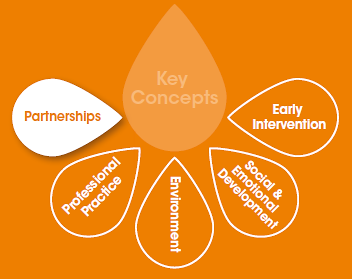 Key
Concepts
Partnerships
Early
Intervention
Professional
Practice
Environment
Social &
Emotional
Development